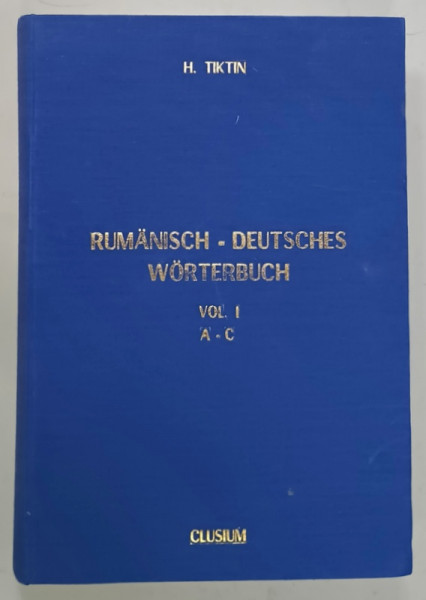 H. TIKTIN
RUMÄNISCH - DEUTSCHES
WÖRTERBUCH
VOL. I
A - C
CLUSIUM